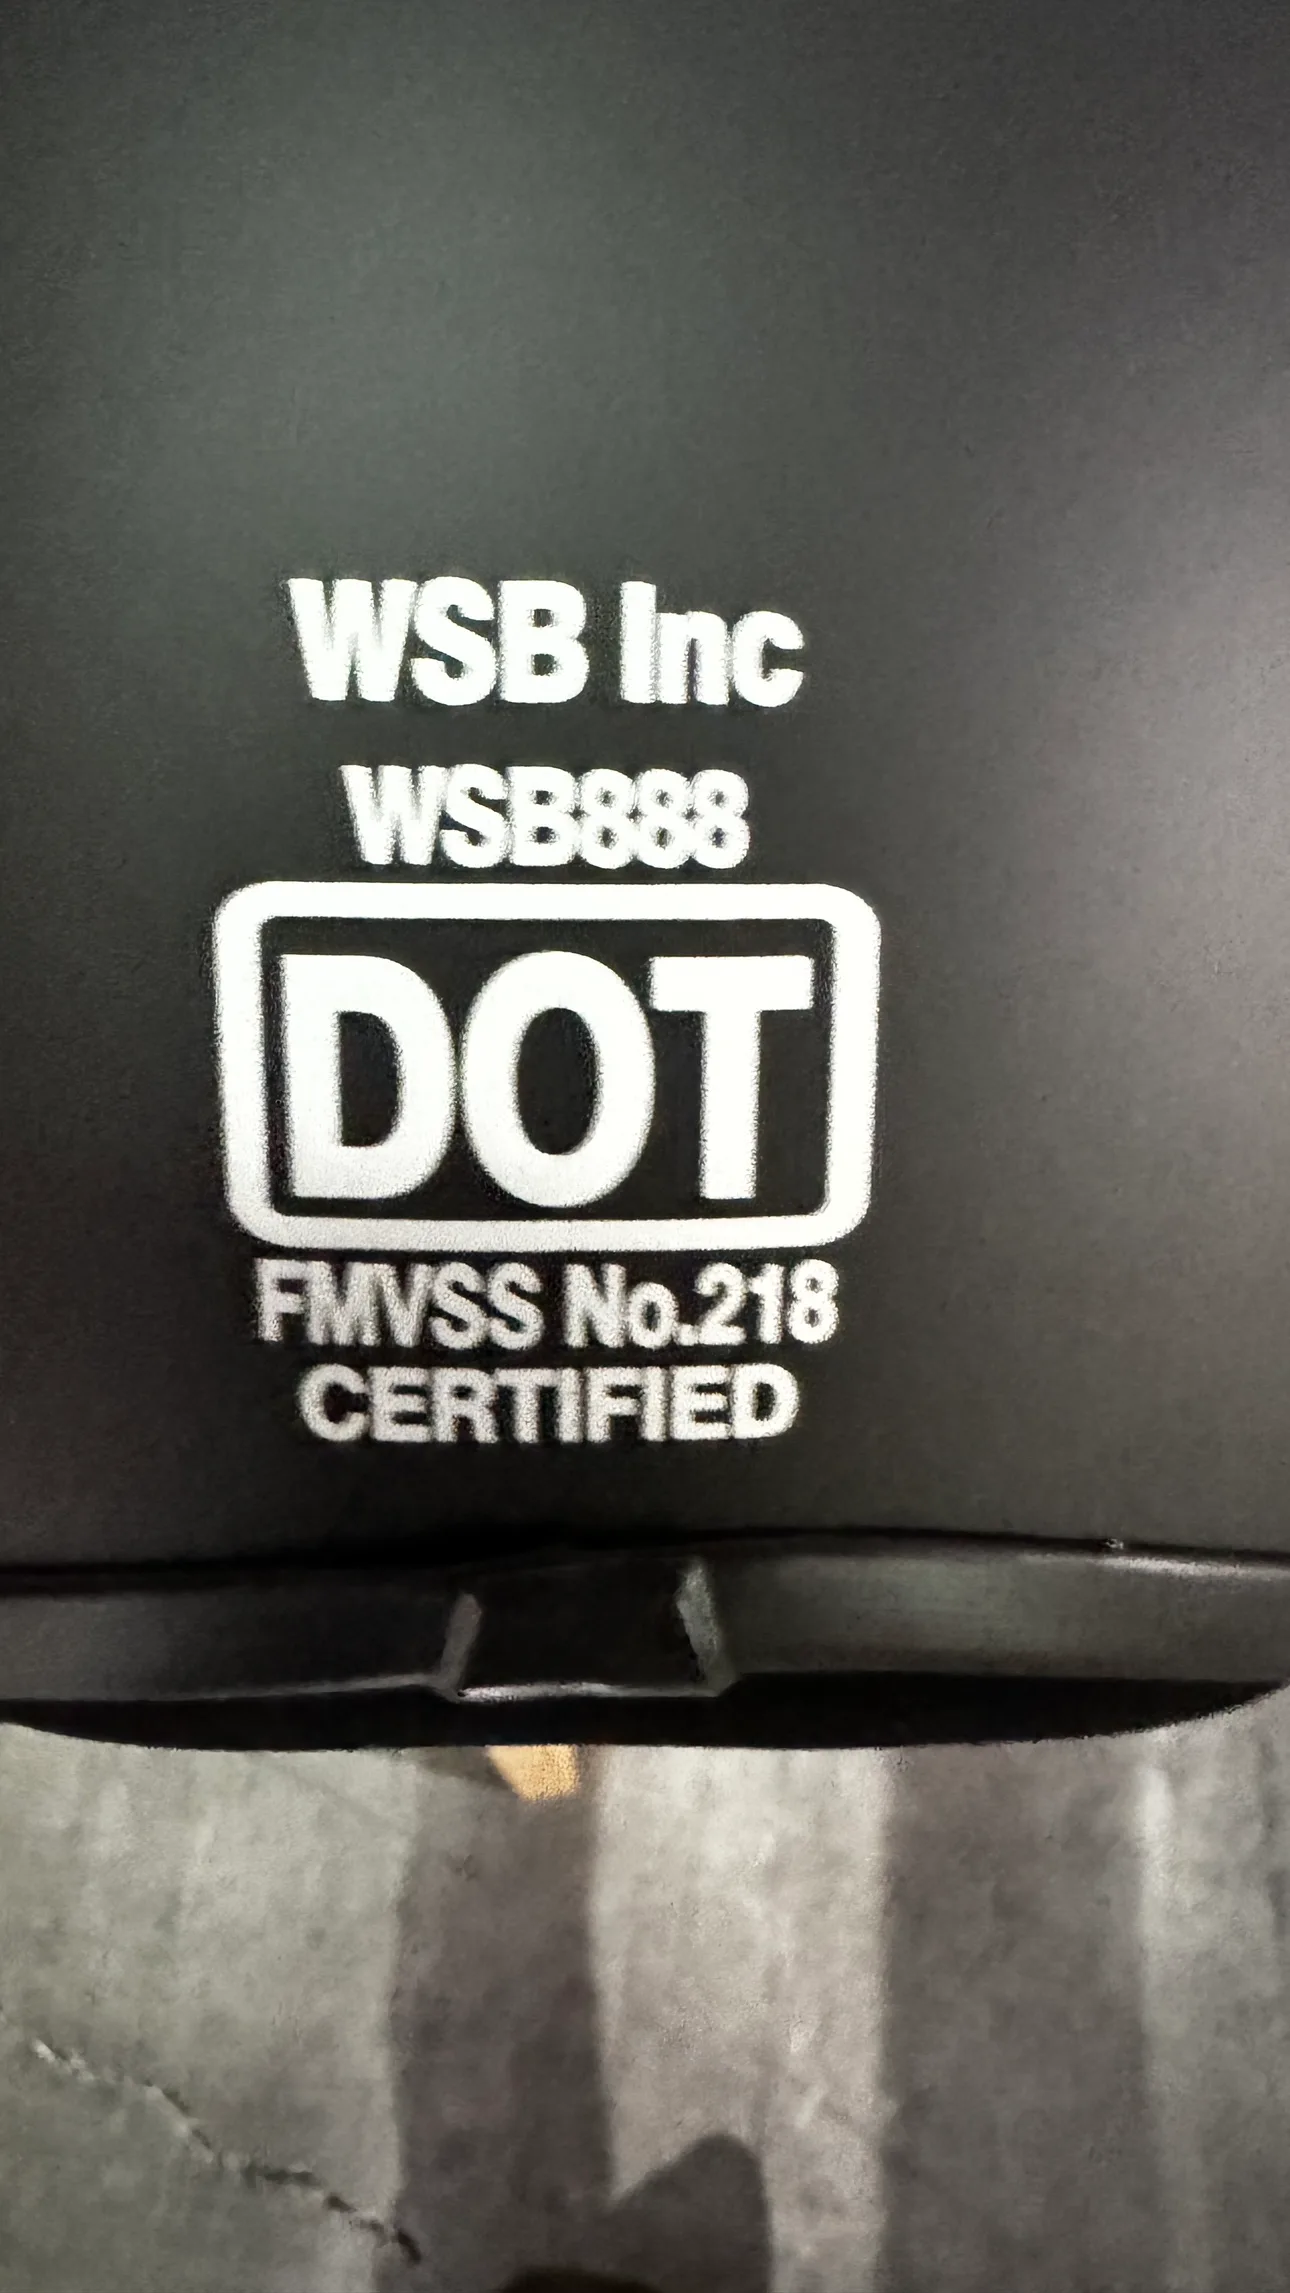 WSB Inc
WSB888
DOT
FMVSS No.218
CERTIFIED